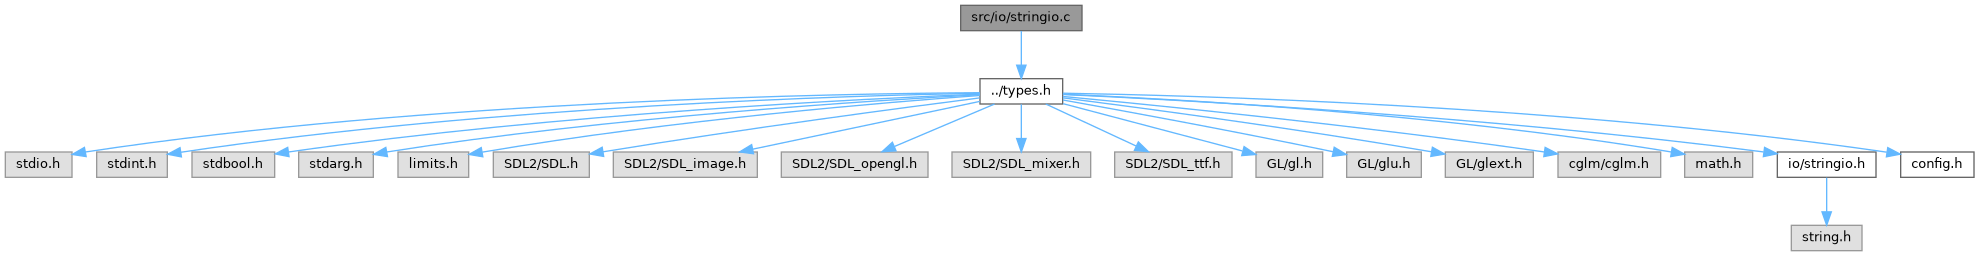 src/io/stringio.c
../types.h
stdio.h
stdint.h
stdbool.h
stdarg.h
limits.h
SDL2/SDL.h
SDL2/SDL_image.h
SDL2/SDL_opengl.h
SDL2/SDL_mixer.h
SDL2/SDL_ttf.h
GL/gl.h
GL/glu.h
GL/glext.h
cglm/cglm.h
math.h
io/stringio.h
config.h
string.h